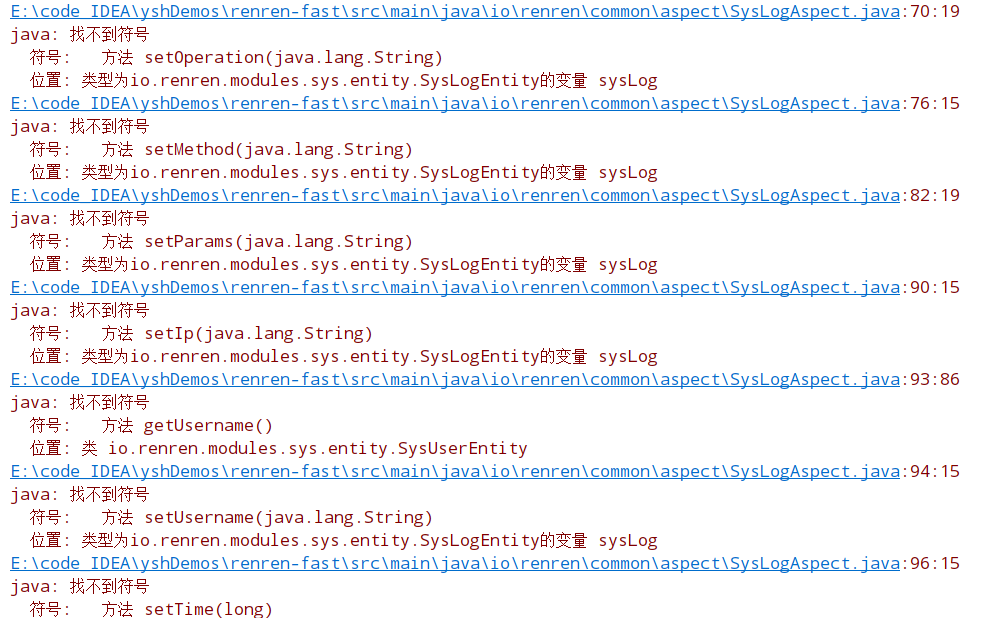 E:\code IDEA\yshDemos\renren-fast\src\main\java\io\renren\common\aspect\SysLogAspect.java:70:19
java: 找不到符号
  符号:   方法 setOperation(java.lang.String)
  位置: 类型为io.renren.modules.sys.entity.SysLogEntity的变量 sysLog
E:\code IDEA\yshDemos\renren-fast\src\main\java\io\renren\common\aspect\SysLogAspect.java:76:15
java: 找不到符号
  符号:   方法 setMethod(java.lang.String)
  位置: 类型为io.renren.modules.sys.entity.SysLogEntity的变量 sysLog
E:\code IDEA\yshDemos\renren-fast\src\main\java\io\renren\common\aspect\SysLogAspect.java:82:19
java: 找不到符号
  符号:   方法 setParams(java.lang.String)
  位置: 类型为io.renren.modules.sys.entity.SysLogEntity的变量 sysLog
E:\code IDEA\yshDemos\renren-fast\src\main\java\io\renren\common\aspect\SysLogAspect.java:90:15
java: 找不到符号
  符号:   方法 setIp(java.lang.String)
  位置: 类型为io.renren.modules.sys.entity.SysLogEntity的变量 sysLog
E:\code IDEA\yshDemos\renren-fast\src\main\java\io\renren\common\aspect\SysLogAspect.java:93:86
java: 找不到符号
  符号:   方法 getUsername()
  位置: 类 io.renren.modules.sys.entity.SysUserEntity
E:\code IDEA\yshDemos\renren-fast\src\main\java\io\renren\common\aspect\SysLogAspect.java:94:15
java: 找不到符号
  符号:   方法 setUsername(java.lang.String)
  位置: 类型为io.renren.modules.sys.entity.SysLogEntity的变量 sysLog
E:\code IDEA\yshDemos\renren-fast\src\main\java\io\renren\common\aspect\SysLogAspect.java:96:15
java: 找不到符号
  符号:   方法 setTime(long)